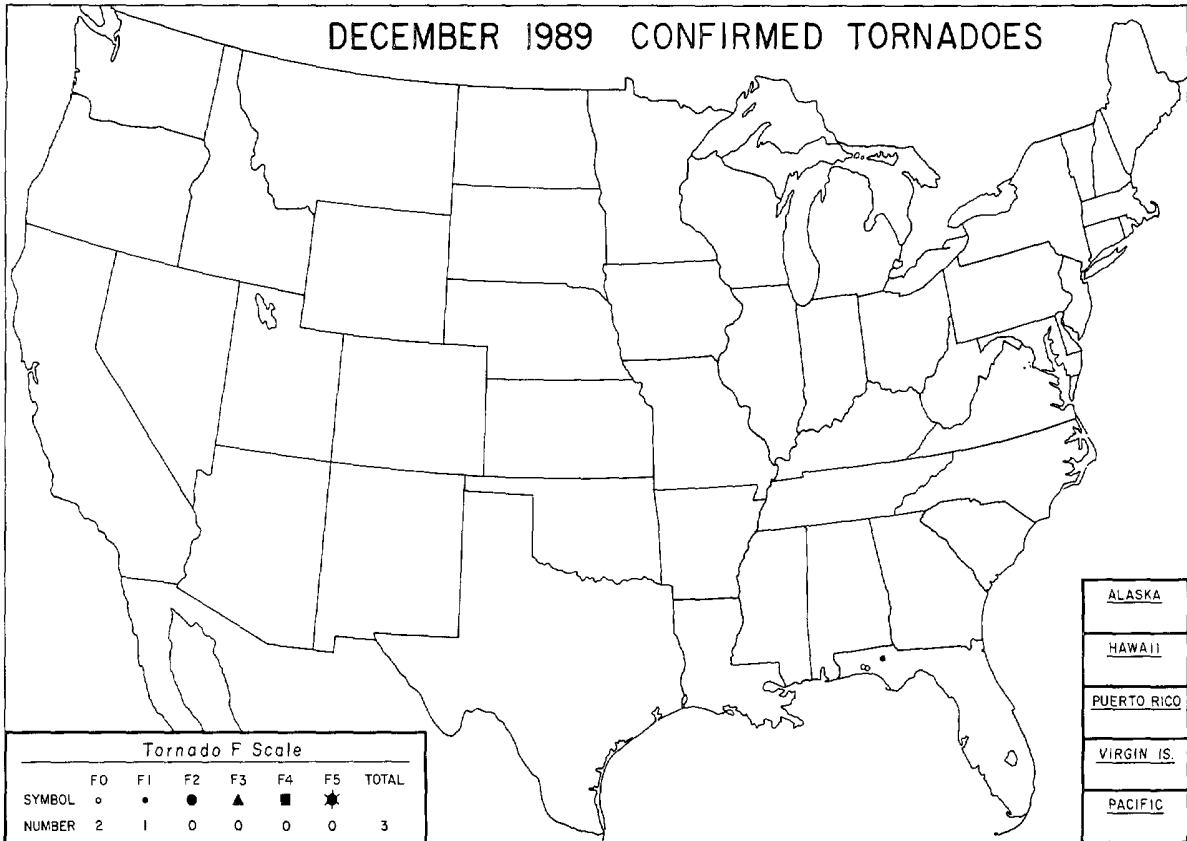 DECEMBER 1989 CONFIRMED TORNADOES
ALASKA
HAWAII
PUERTO RICO
VIRGIN IS.
PACIFIC
Tornado F Scale
F0 F1 F2 F3 F4 F5 TOTAL
SYMBOL
NUMBER 2 1 0 0 0 0 3